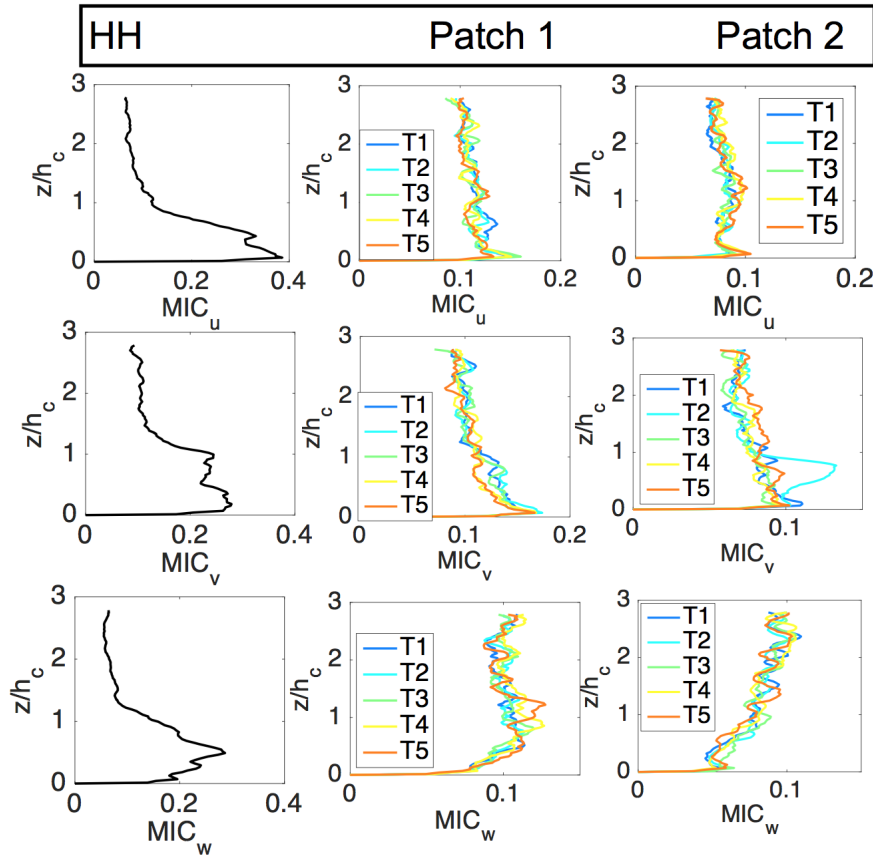 HH Patch 1 Patch 2
3
2
1
0
z/h_c
0 0.2 0.4
MIC_u
3
2
1
0
z/h_c
T1
T2
T3
T4
T5
0 0.1 0.2
MIC_u
3
2
1
0
z/h_c
T1
T2
T3
T4
T5
0 0.1 0.2
MIC_u
3
2
1
0
z/h_c
0 0.2 0.4
MIC_v
3
2
1
0
z/h_c
T1
T2
T3
T4
T5
0 0.1 0.2
MIC_v
3
2
1
0
z/h_c
T1
T2
T3
T4
T5
0 0.1
MIC_v
3
2
1
0
z/h_c
0 0.2 0.4
MIC_w
3
2
1
0
z/h_c
T1
T2
T3
T4
T5
0 0.1
MIC_w
3
2
1
0
z/h_c
T1
T2
T3
T4
T5
0 0.1
MIC_w